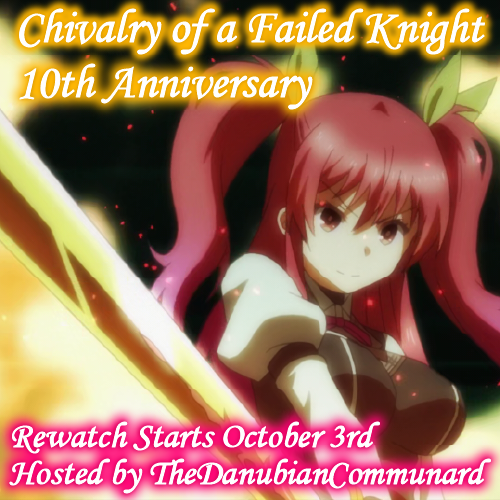 Chivalry of a Failed Knight
10th Anniversary
Rewatch Starts October 3rd
Hosted by TheDanubianCommunard